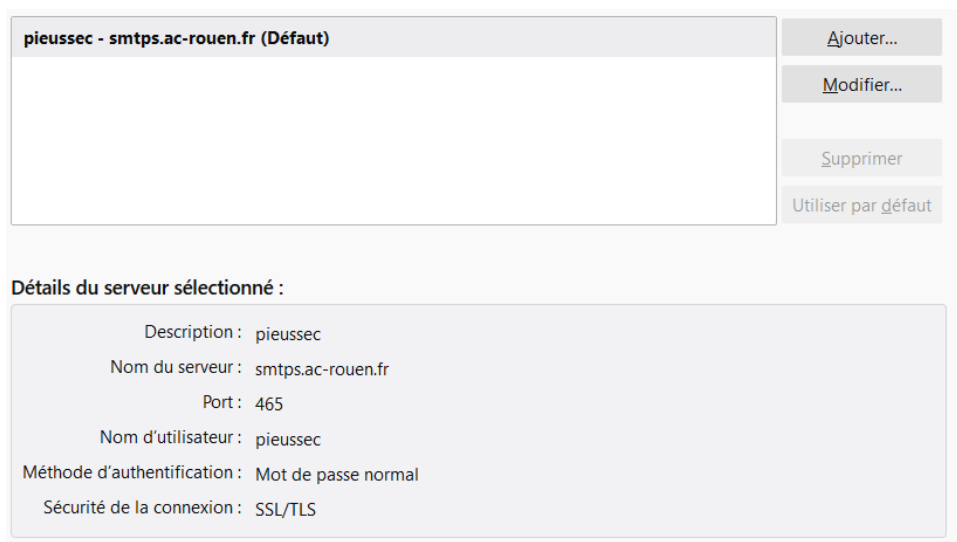 pieussec - smtps.ac-rouen.fr (Défaut)
Ajouter...
Modifier...
Supprimer
Utiliser par défaut
Détails du serveur sélectionné :
Description : pieussec
Nom du serveur : smtps.ac-rouen.fr
Port : 465
Nom d'utilisateur : pieussec
Méthode d'authentification : Mot de passe normal
Sécurité de la connexion : SSL/TLS